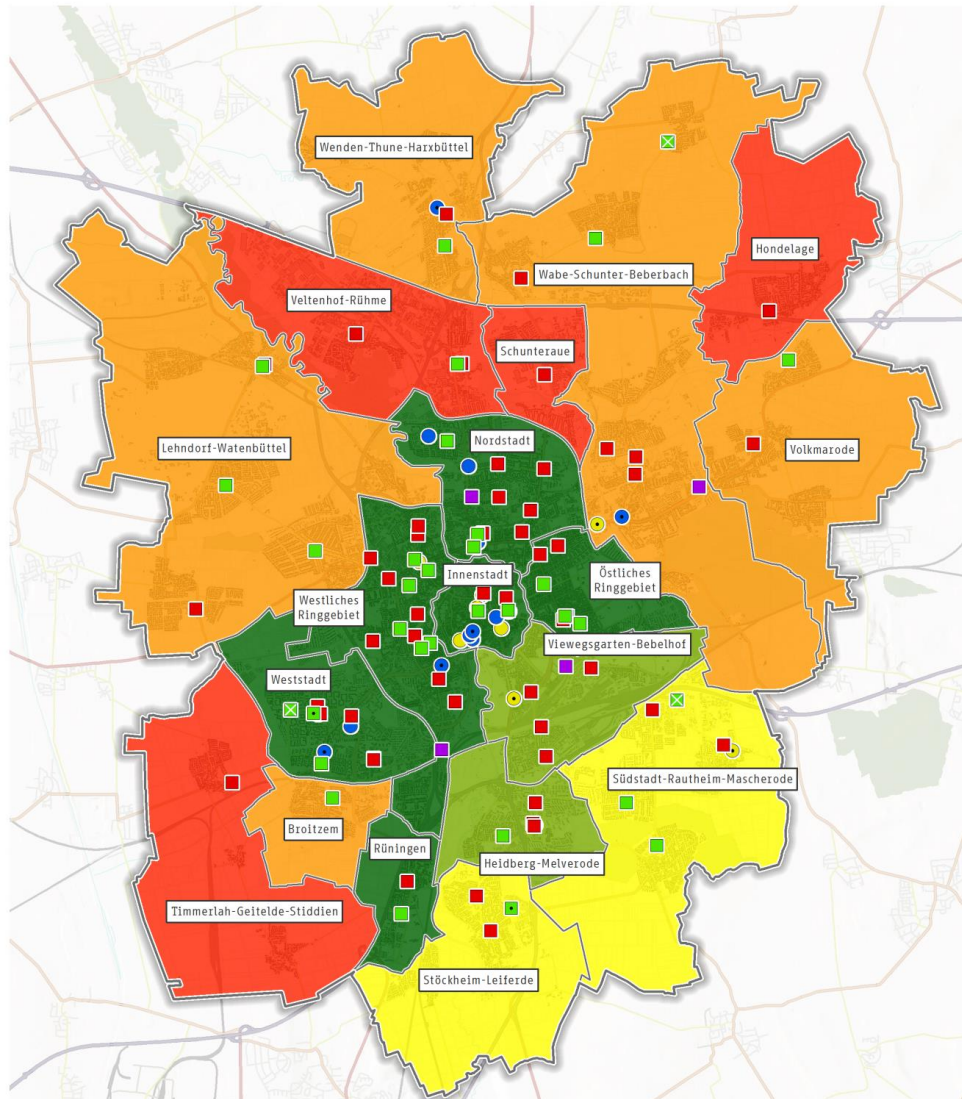 Wenden-Thune-Harxbüttel
Hondelage
Wabe-Schunter-Beberbach
Veltenhof-Rühme
Schunteraue
Nordstadt
Lehndorf-Watenbüttel
Volkmarode
Innenstadt
Östliches
Ringgebiet
Westliches
Ringgebiet
Viewegsgarten-Bebelhof
Weststadt
Südstadt-Rautheim-Mascherode
Broitzem
Rüningen
Heidberg-Melverode
Timmerlah-Geitelde-Stiddien
Stöckheim-Leiferde